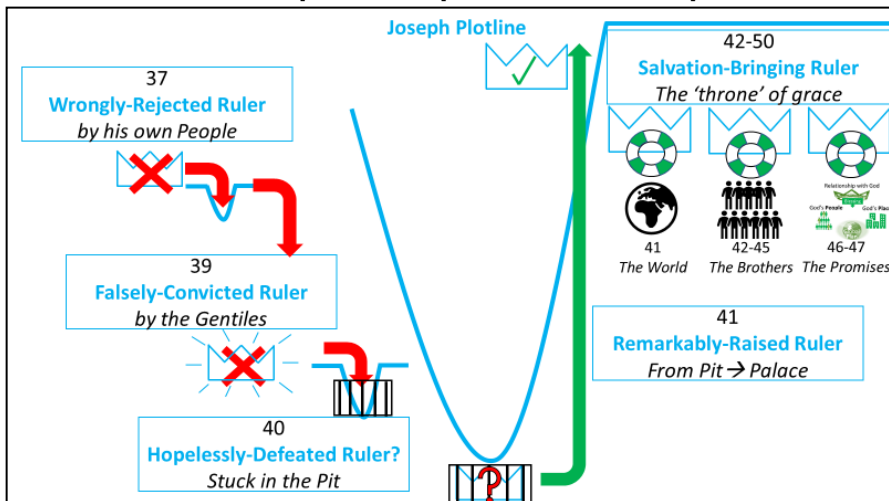 Joseph Plotline
37
Wrongly-Rejected Ruler
by his own People
39
Falsely-Convicted Ruler
by the Gentiles
40
Hopelessly-Defeated Ruler?
Stuck in the Pit
?
41
Remarkably-Raised Ruler
From Pit → Palace
42-50
Salvation-Bringing Ruler
The ‘throne’ of grace
41
The World
42-45
The Brothers
Relationship with God
Blessing
God's People
God's Place
46-47
The Promises